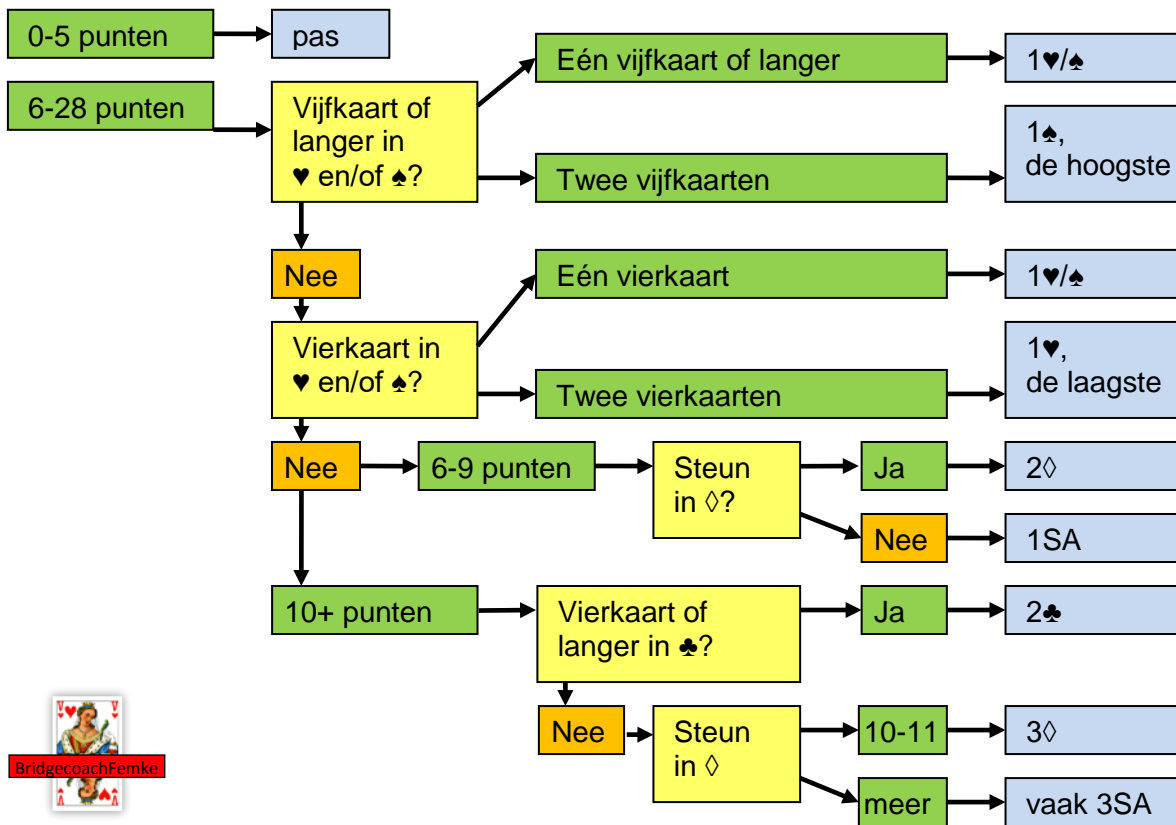 0-5 punten
pas
Eén vijfkaart of langer
1♥/♠
6-28 punten
Vijfkaart of
langer in
♥ en/of ♠?
1♠,
de hoogste
Twee vijfkaarten
Nee
Eén vierkaart
1♥/♠
Vierkaart in
♥ en/of ♠?
1♥,
de laagste
Twee vierkaarten
Nee
6-9 punten
Steun
in ◊?
Ja
2◊
Nee
1SA
10+ punten
Vierkaart of
langer in ♣?
Ja
2♣
Nee
Steun
in ◊
10-11
3◊
meer
vaak 3SA
V
V
BridgecoachFemke
V
V